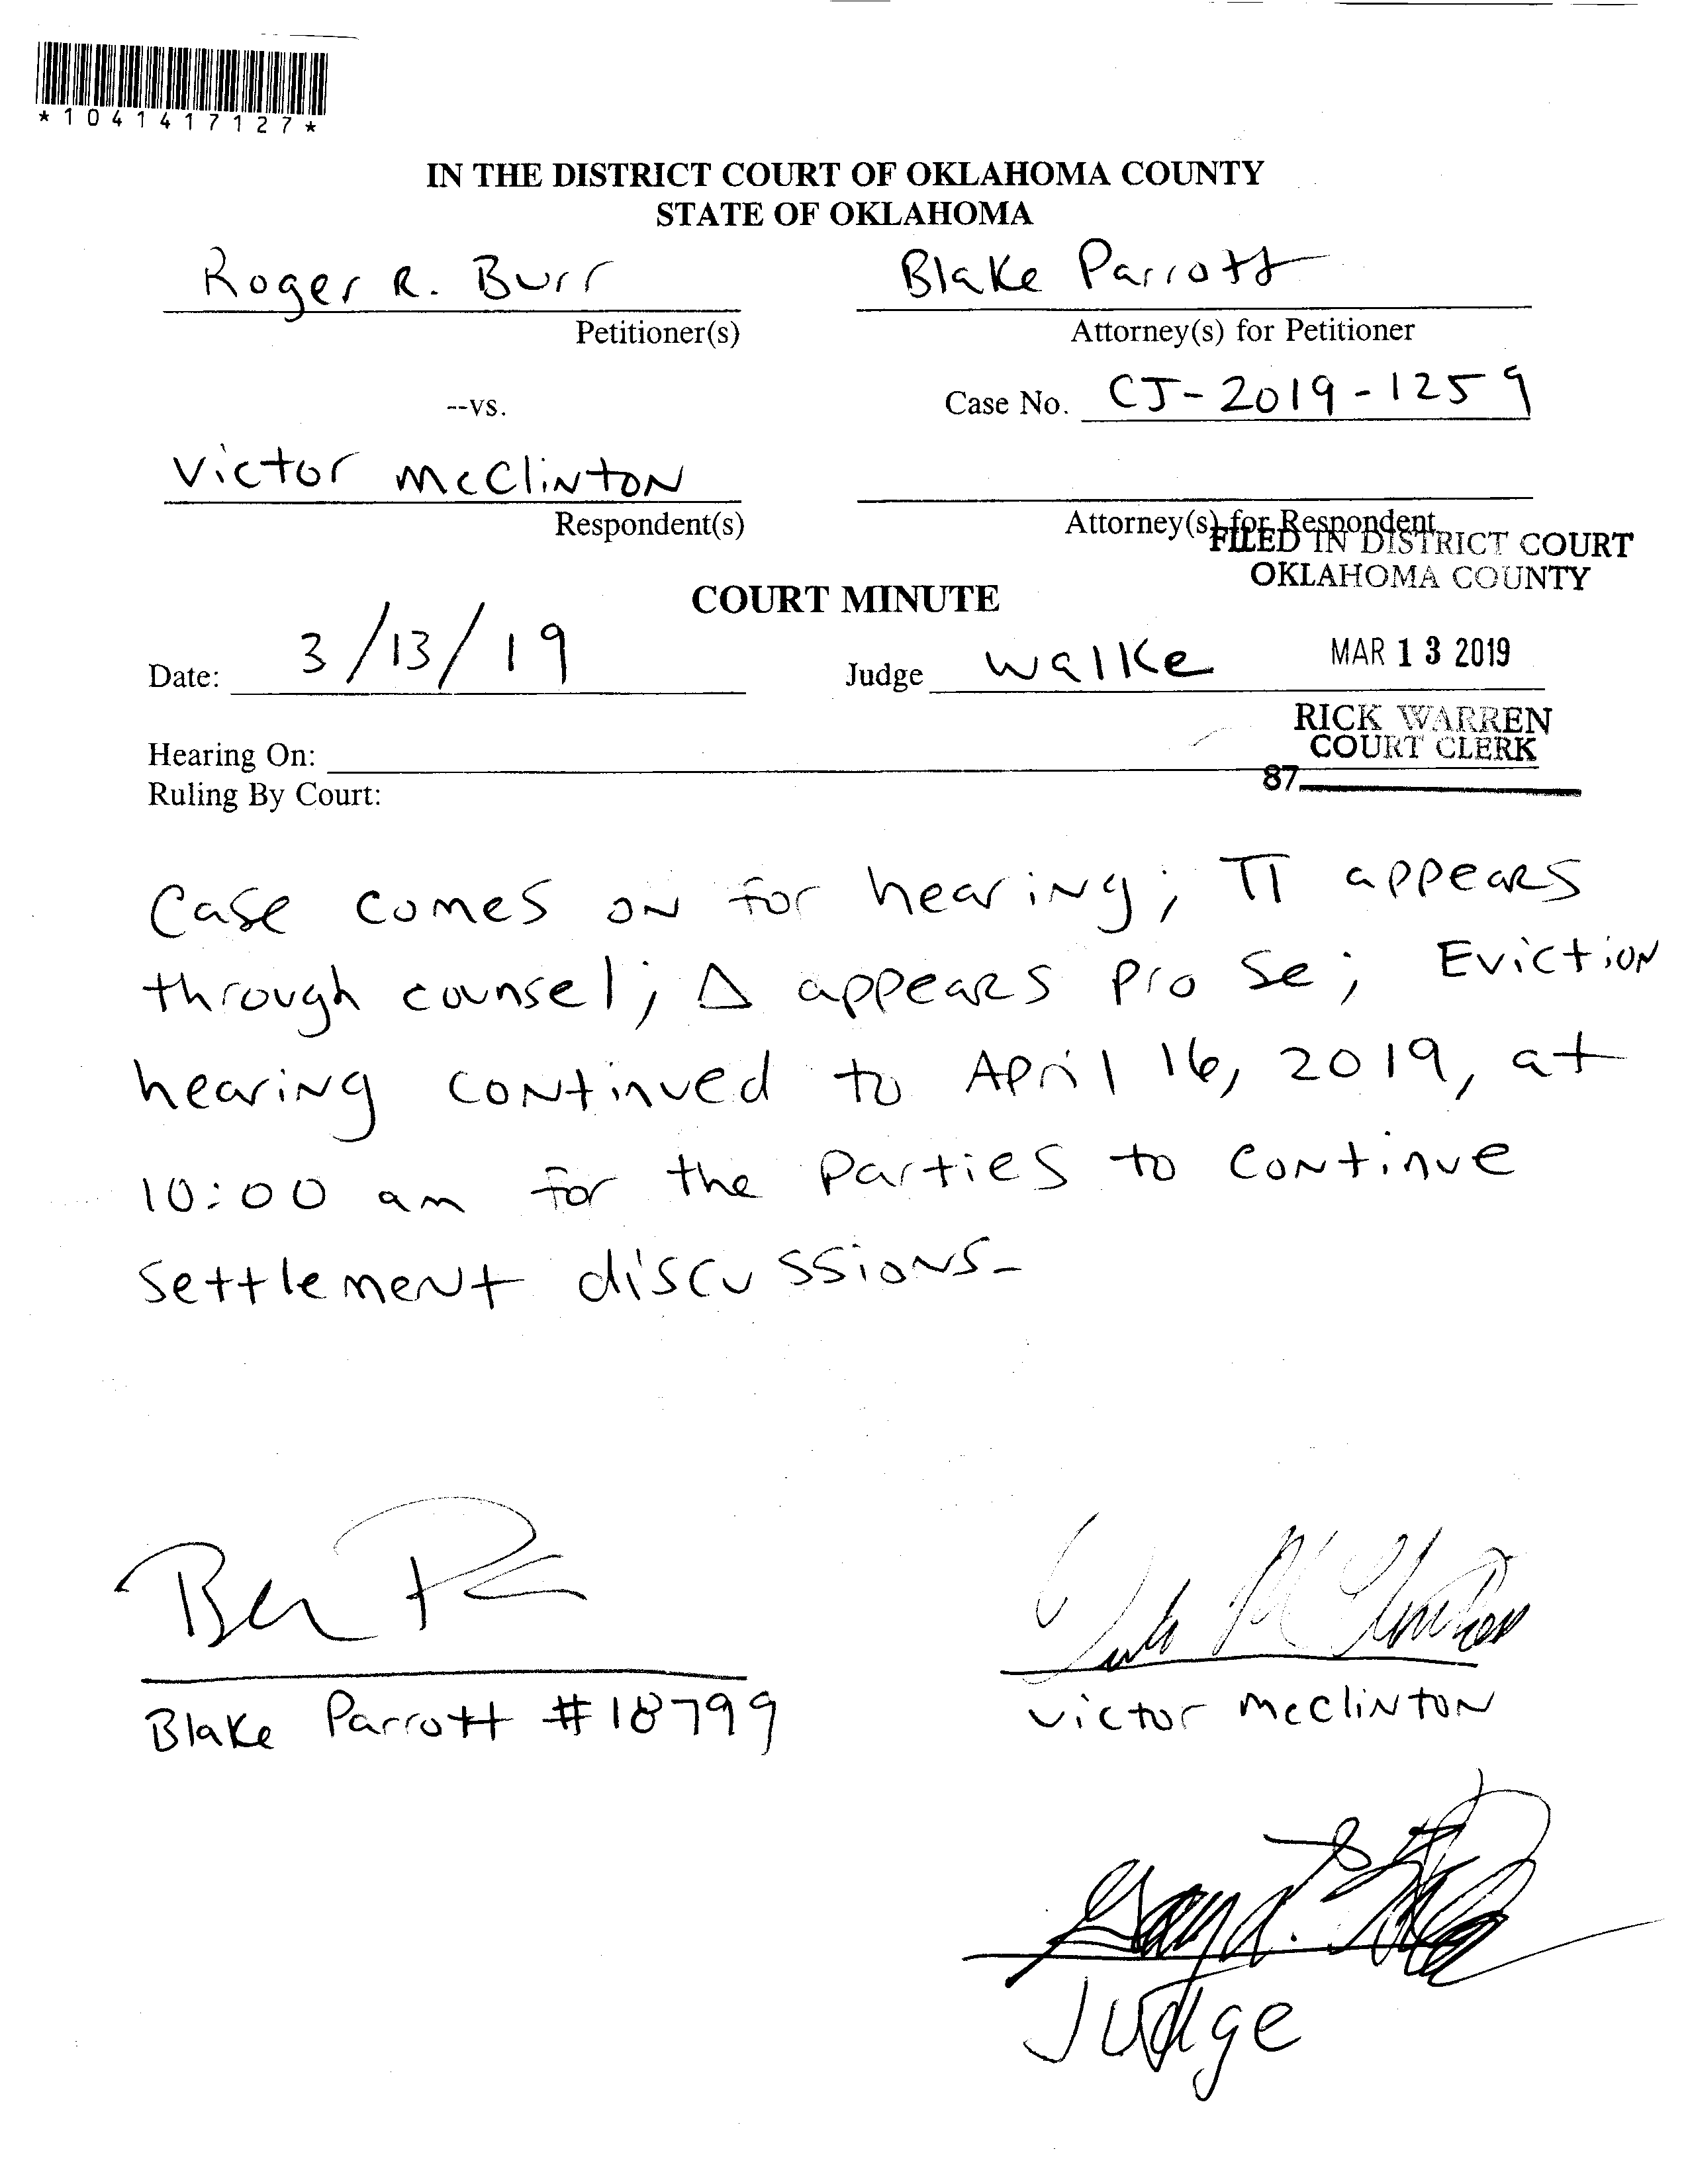 *1041417127*
IN THE DISTRICT COURT OF OKLAHOMA COUNTY
STATE OF OKLAHOMA
Roger R. Burr
Blake Parrott
Petitioner(s)
Attorney(s) for Petitioner
--vs.
Case No. CJ-2019-1259
Victor McClinton
Respondent(s)
Attorney(s) for Respondent
FILED IN DISTRICT COURT
OKLAHOMA COUNTY
COURT MINUTE
Date: 3/13/19
Judge Walke
MAR 13 2019
RICK WARREN
COURT CLERK
Hearing On:
87
Ruling By Court:
Case comes on for hearing; π appears
through counsel; Δ appears pro se; Eviction
hearing continued to April 16, 2019, at
10:00 am for the parties to continue
settlement discussions-
Blake Parrott #18799
Victor McClinton
Judge